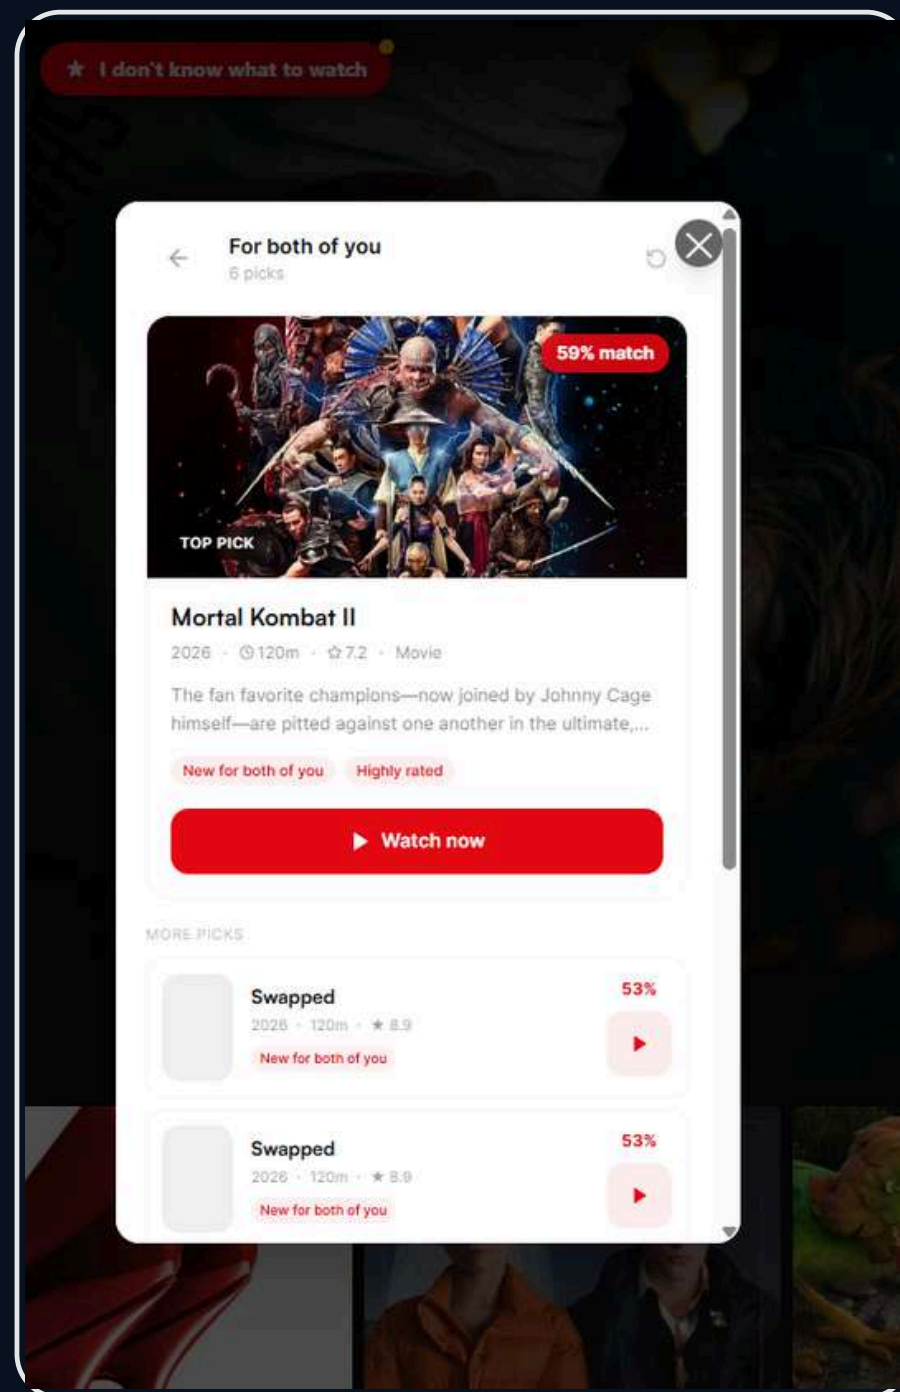 ★ I don't know what to watch
For both of you
6 picks
59% match
TOP PICK
Mortal Kombat II
2026 · 120m · 7.2 · Movie
The fan favorite champions—now joined by Johnny Cage
himself—are pitted against one another in the ultimate,...
New for both of you Highly rated
Watch now
MORE PICKS
Swapped
53%
2026 · 120m · ★ 8.9
New for both of you
Swapped
53%
2026 · 120m · ★ 8.9
New for both of you